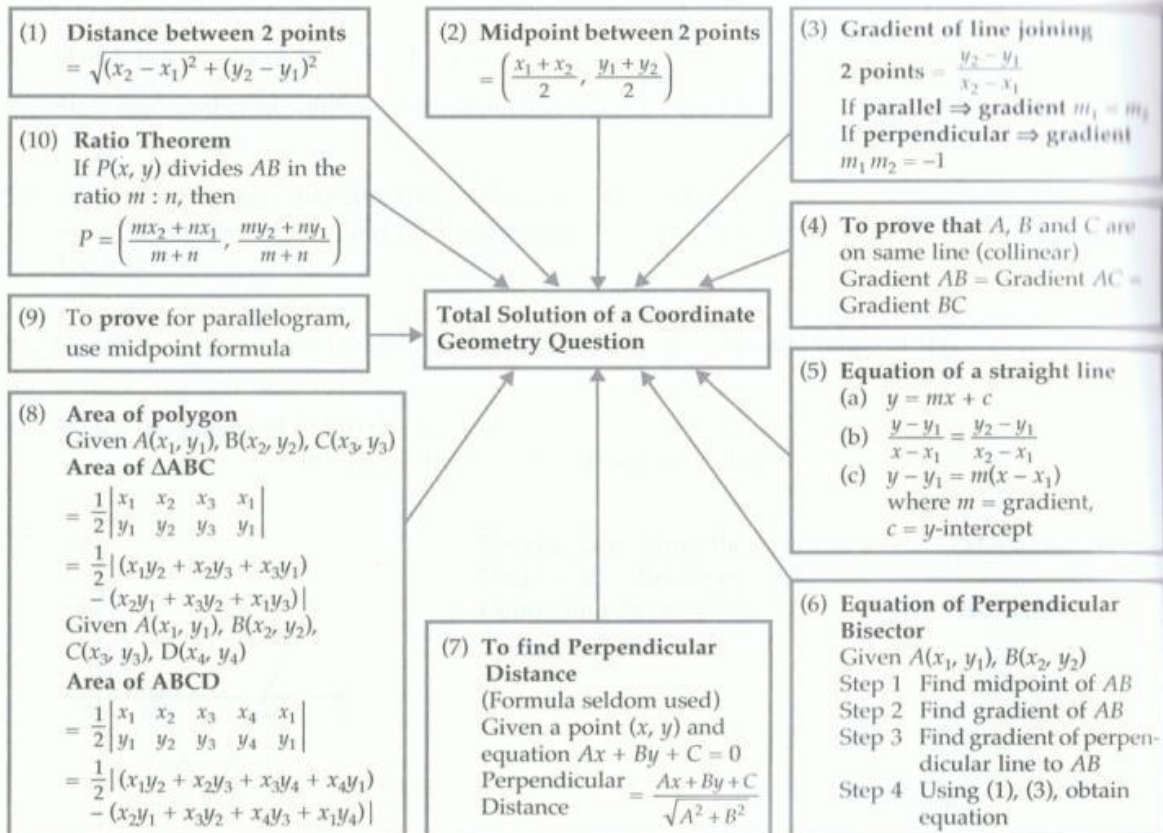 (1) Distance between 2 points
= √((x₂ − x₁)² + (y₂ − y₁)²)
(2) Midpoint between 2 points
= ((x₁ + x₂)/2, (y₁ + y₂)/2)
(3) Gradient of line joining
2 points = (y₂ − y₁)/(x₂ − x₁)
If parallel ⇒ gradient m₁ = m₂
If perpendicular ⇒ gradient
m₁ m₂ = −1
(10) Ratio Theorem
If P(x, y) divides AB in the
ratio m : n, then
P = ((mx₂ + nx₁)/(m + n), (my₂ + ny₁)/(m + n))
(4) To prove that A, B and C are
on same line (collinear)
Gradient AB = Gradient AC =
Gradient BC
(9) To prove for parallelogram,
use midpoint formula
Total Solution of a Coordinate
Geometry Question
(5) Equation of a straight line
(a) y = mx + c
(b) (y − y₁)/(x − x₁) = (y₂ − y₁)/(x₂ − x₁)
(c) y − y₁ = m(x − x₁)
where m = gradient,
c = y-intercept
(8) Area of polygon
Given A(x₁, y₁), B(x₂, y₂), C(x₃, y₃)
Area of ΔABC
= 1/2 |x₁ x₂ x₃ x₁|
|y₁ y₂ y₃ y₁|
= 1/2 |(x₁y₂ + x₂y₃ + x₃y₁)
− (x₂y₁ + x₃y₂ + x₁y₃)|
Given A(x₁, y₁), B(x₂, y₂),
C(x₃, y₃), D(x₄, y₄)
Area of ABCD
= 1/2 |x₁ x₂ x₃ x₄ x₁|
|y₁ y₂ y₃ y₄ y₁|
= 1/2 |(x₁y₂ + x₂y₃ + x₃y₄ + x₄y₁)
− (x₂y₁ + x₃y₂ + x₄y₃ + x₁y₄)|
(7) To find Perpendicular
Distance
(Formula seldom used)
Given a point (x, y) and
equation Ax + By + C = 0
Perpendicular
Distance = (Ax + By + C)/√(A² + B²)
(6) Equation of Perpendicular
Bisector
Given A(x₁, y₁), B(x₂, y₂)
Step 1 Find midpoint of AB
Step 2 Find gradient of AB
Step 3 Find gradient of perpen-
dicular line to AB
Step 4 Using (1), (3), obtain
equation